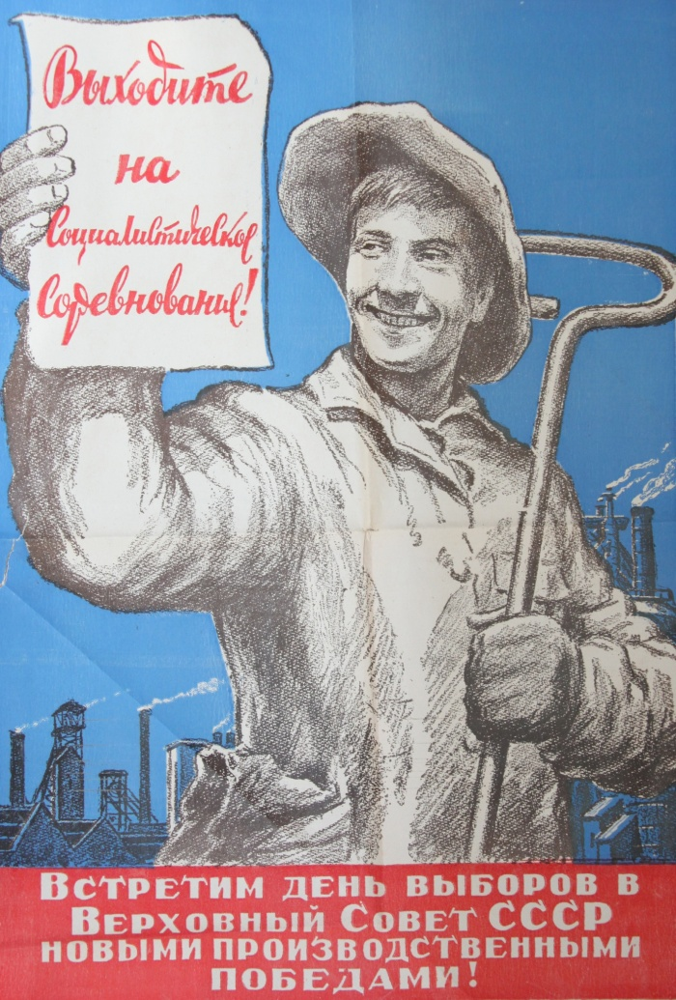 Выходите
на
Социалистическое
Соревнование!
Встретим день выборов в
Верховный Совет СССР
новыми производственными
победами!